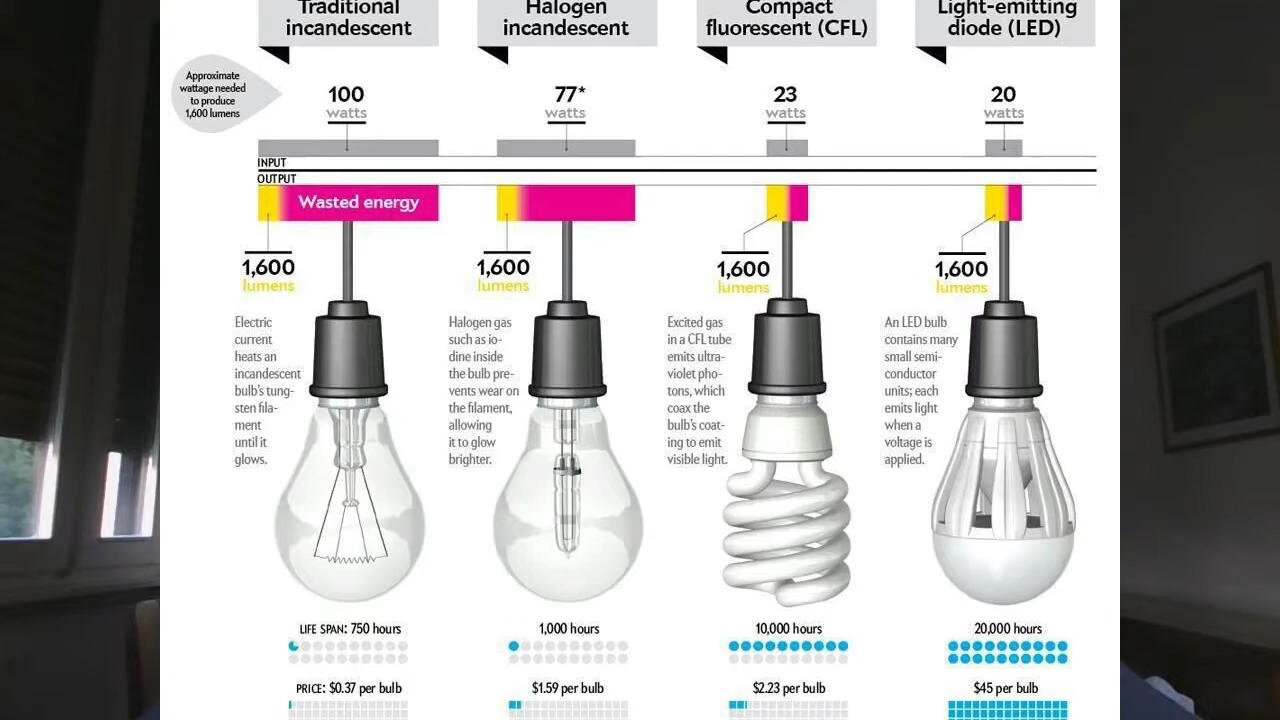 Traditional
incandescent
Halogen
incandescent
Compact
fluorescent (CFL)
Light-emitting
diode (LED)
Approximate
wattage needed
to produce
1,600 lumens
100
watts
77*
watts
23
watts
20
watts
INPUT
OUTPUT
Wasted energy
1,600
lumens
1,600
lumens
1,600
lumens
1,600
lumens
Electric
current
heats an
incandescent
bulb's tung-
sten fila-
ment
until it
glows.
Halogen gas
such as io-
dine inside
the bulb pre-
vents wear on
the filament,
allowing
it to glow
brighter.
Excited gas
in a CFL tube
emits ultra-
violet pho-
tons, which
coax the
bulb's coat-
ing to emit
visible light.
An LED bulb
contains many
small semi-
conductor
units; each
emits light
when a
voltage is
applied.
LIFE SPAN: 750 hours
1,000 hours
10,000 hours
20,000 hours
PRICE: $0.37 per bulb
$1.59 per bulb
$2.23 per bulb
$45 per bulb